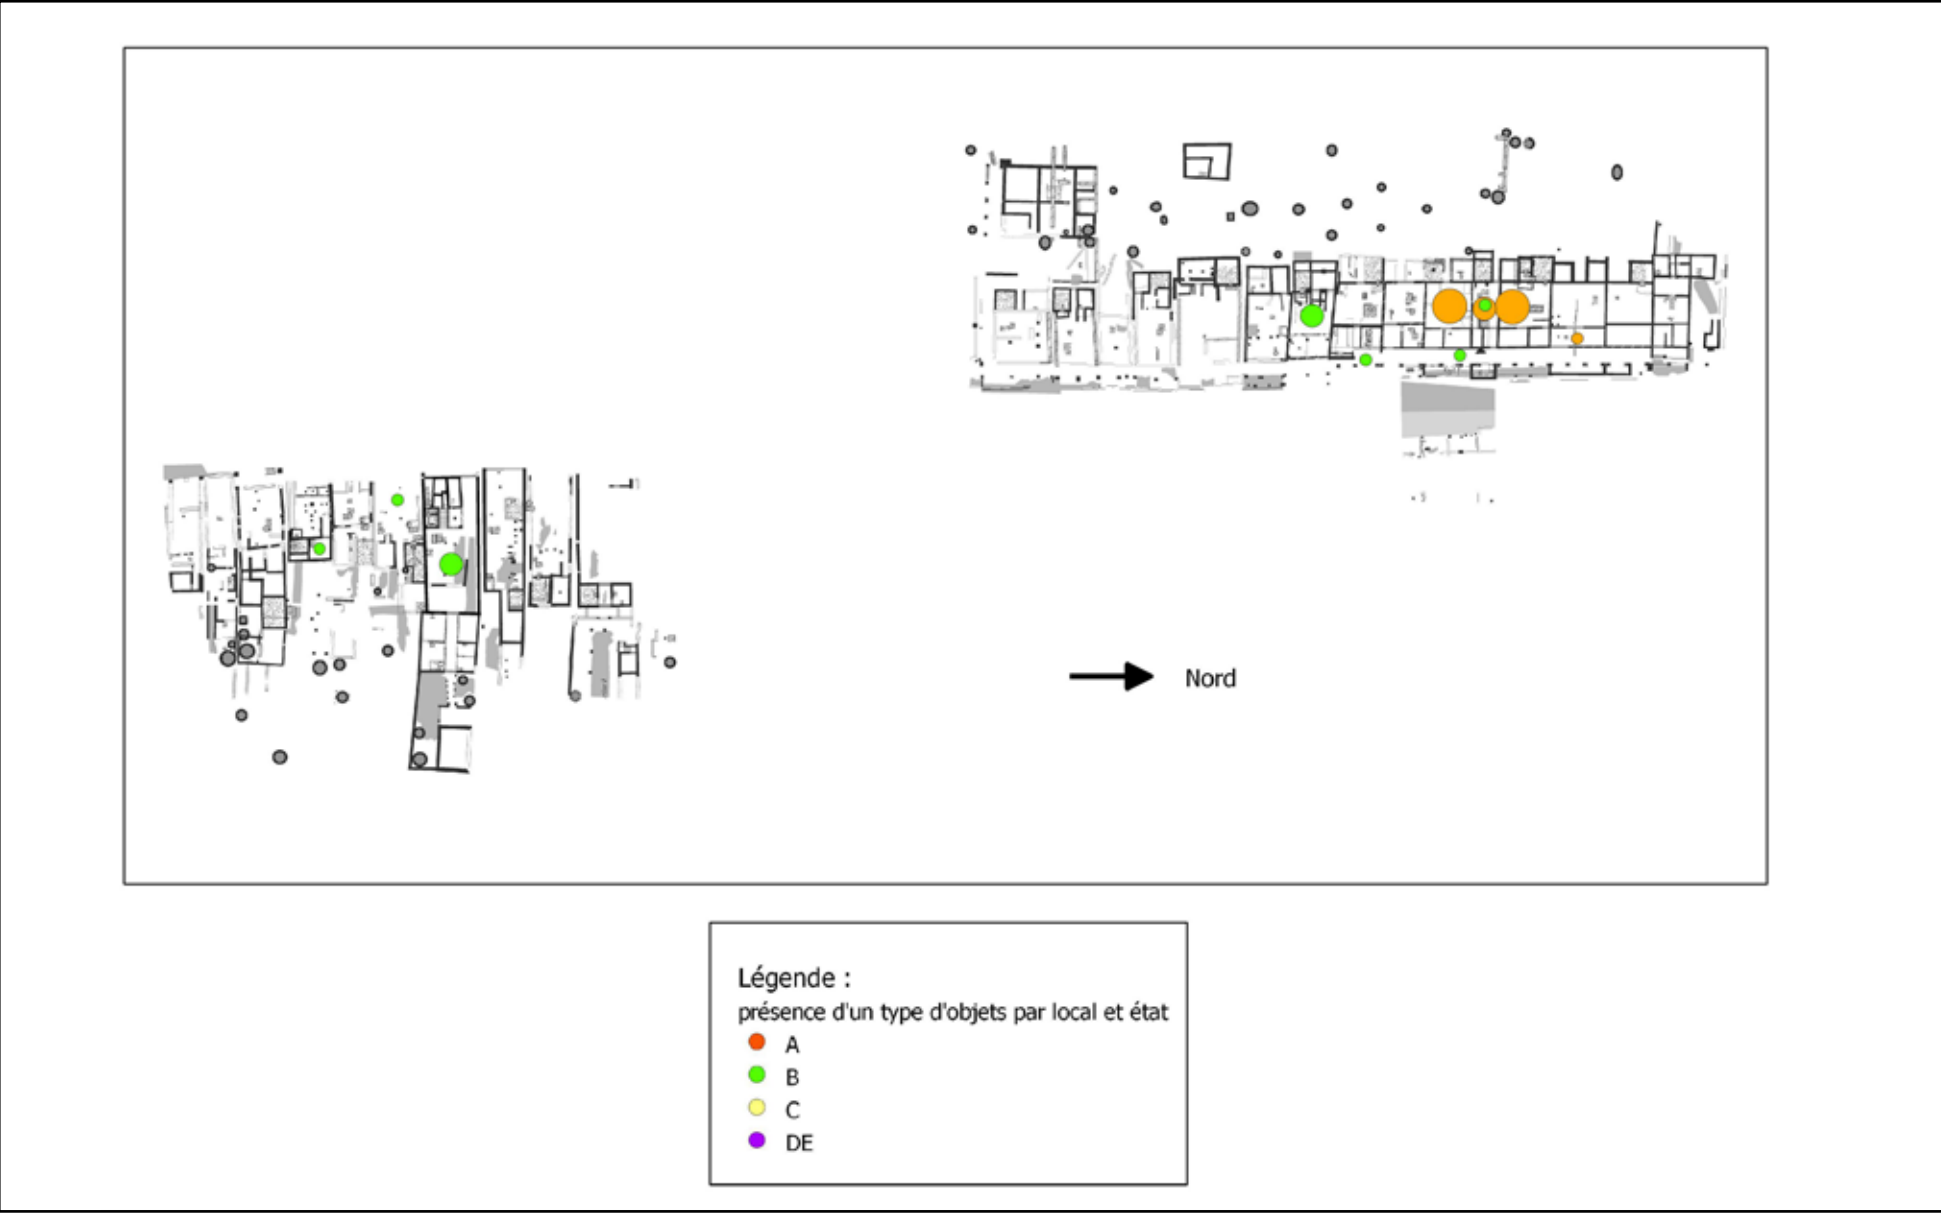 Nord
Légende :
présence d'un type d'objets par local et état
A
B
C
DE